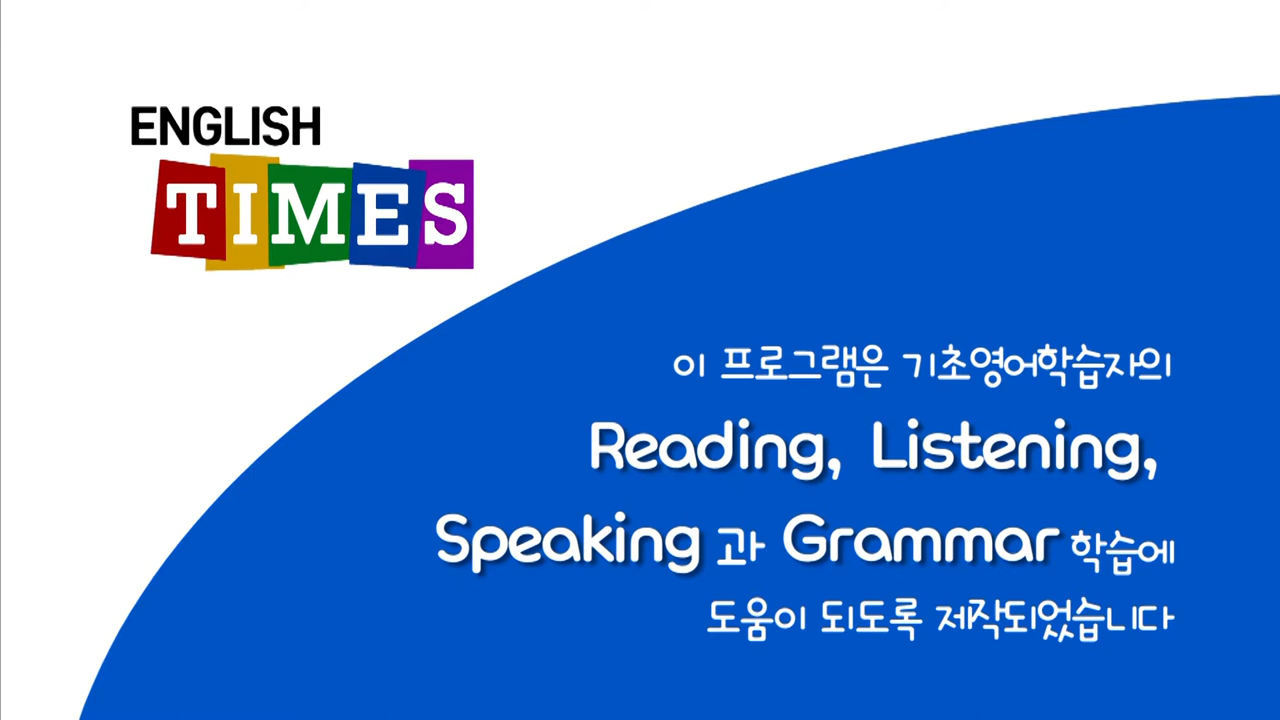 ENGLISH
TIMES
이 프로그램은 기초영어학습자의
Reading, Listening,
Speaking 과 Grammar 학습에
도움이 되도록 제작되었습니다